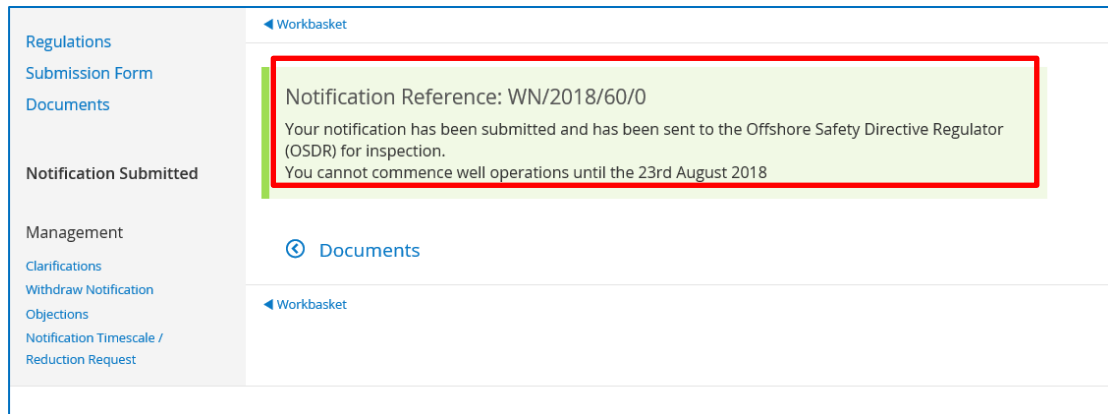 Regulations
Submission Form
Documents
Notification Submitted
Management
Clarifications
Withdraw Notification
Objections
Notification Timescale /
Reduction Request
Workbasket
Notification Reference: WN/2018/60/0
Your notification has been submitted and has been sent to the Offshore Safety Directive Regulator
(OSDR) for inspection.
You cannot commence well operations until the 23rd August 2018
Documents
Workbasket